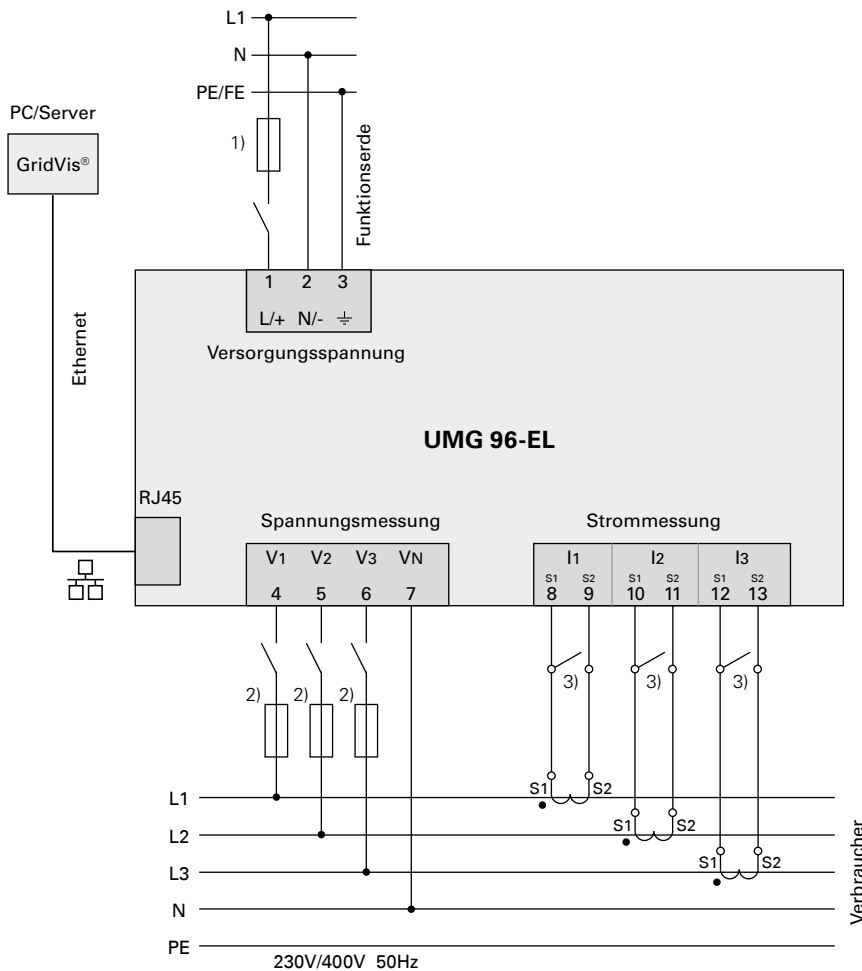 L1
N
PE/FE
PC/Server
GridVis®
1)
Funktionserde
1 2 3
L/+ N/-
Versorgungsspannung
Ethernet
UMG 96-EL
RJ45
Spannungsmessung
Strommessung
V1 V2 V3 VN
I1 I2 I3
S1 S2 S1 S2 S1 S2
4 5 6 7
8 9 10 11 12 13
2) 2) 2)
3) 3) 3)
L1
S1 S2
L2
S1 S2
L3
S1 S2
N
PE
Verbraucher
230V/400V 50Hz